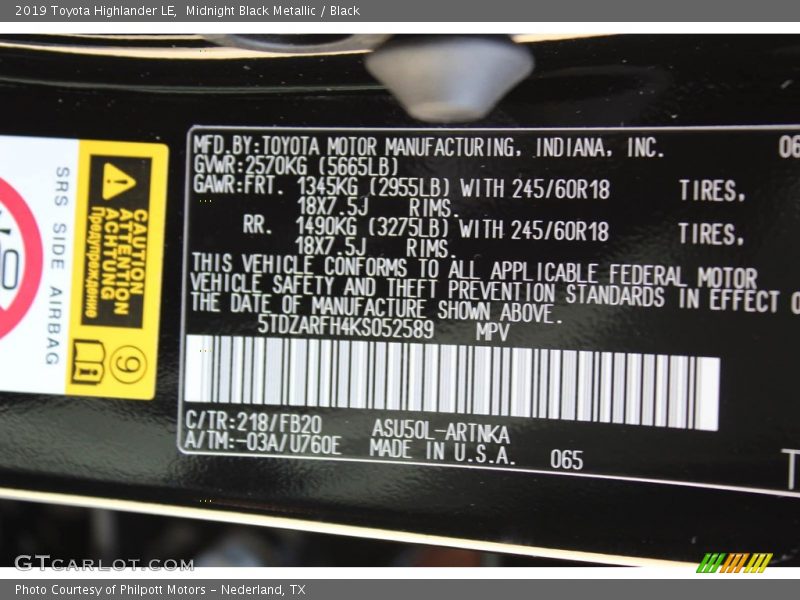 2019 Toyota Highlander LE,  Midnight Black Metallic / Black
MFD.BY:TOYOTA MOTOR MANUFACTURING, INDIANA, INC.
06
GVWR:2570KG (5665LB)
GAWR:FRT. 1345KG (2955LB) WITH 245/60R18 TIRES,
18X7.5J RIMS.
RR. 1490KG (3275LB) WITH 245/60R18 TIRES,
18X7.5J RIMS.
THIS VEHICLE CONFORMS TO ALL APPLICABLE FEDERAL MOTOR
VEHICLE SAFETY AND THEFT PREVENTION STANDARDS IN EFFECT O
THE DATE OF MANUFACTURE SHOWN ABOVE.
5TDZARFH4KS052589 MPV
C/TR:218/FB20 ASU50L-ARTNKA
A/TM:-03A/U760E MADE IN U.S.A. 065
T
SRS SIDE AIRBAG
CAUTION
ATTENTION
ACHTUNG
Предупреждение
9
GTCARLOT.COM
Photo Courtesy of Philpott Motors - Nederland, TX